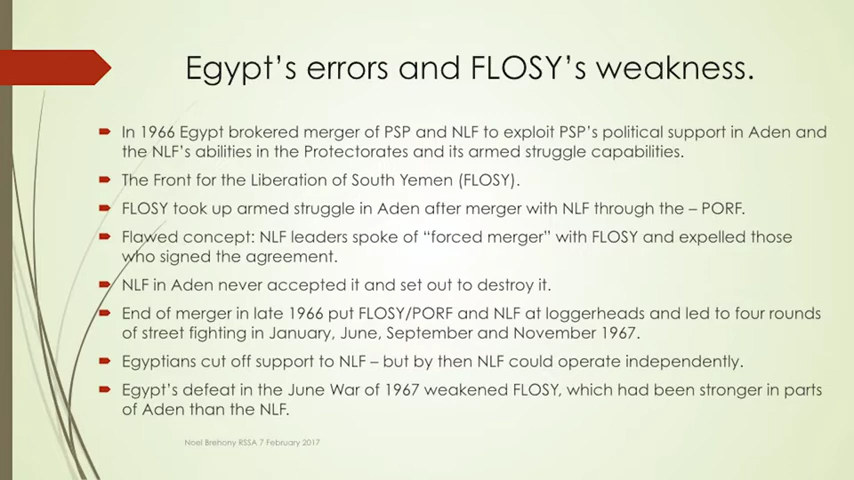 Egypt's errors and FLOSY's weakness.
In 1966 Egypt brokered merger of PSP and NLF to exploit PSP's political support in Aden and
the NLF's abilities in the Protectorates and its armed struggle capabilities.
The Front for the Liberation of South Yemen (FLOSY).
FLOSY took up armed struggle in Aden after merger with NLF through the – PORF.
Flawed concept: NLF leaders spoke of “forced merger” with FLOSY and expelled those
who signed the agreement.
NLF in Aden never accepted it and set out to destroy it.
End of merger in late 1966 put FLOSY/PORF and NLF at loggerheads and led to four rounds
of street fighting in January, June, September and November 1967.
Egyptians cut off support to NLF – but by then NLF could operate independently.
Egypt's defeat in the June War of 1967 weakened FLOSY, which had been stronger in parts
of Aden than the NLF.
Noel Brehony RSSA 7 February 2017